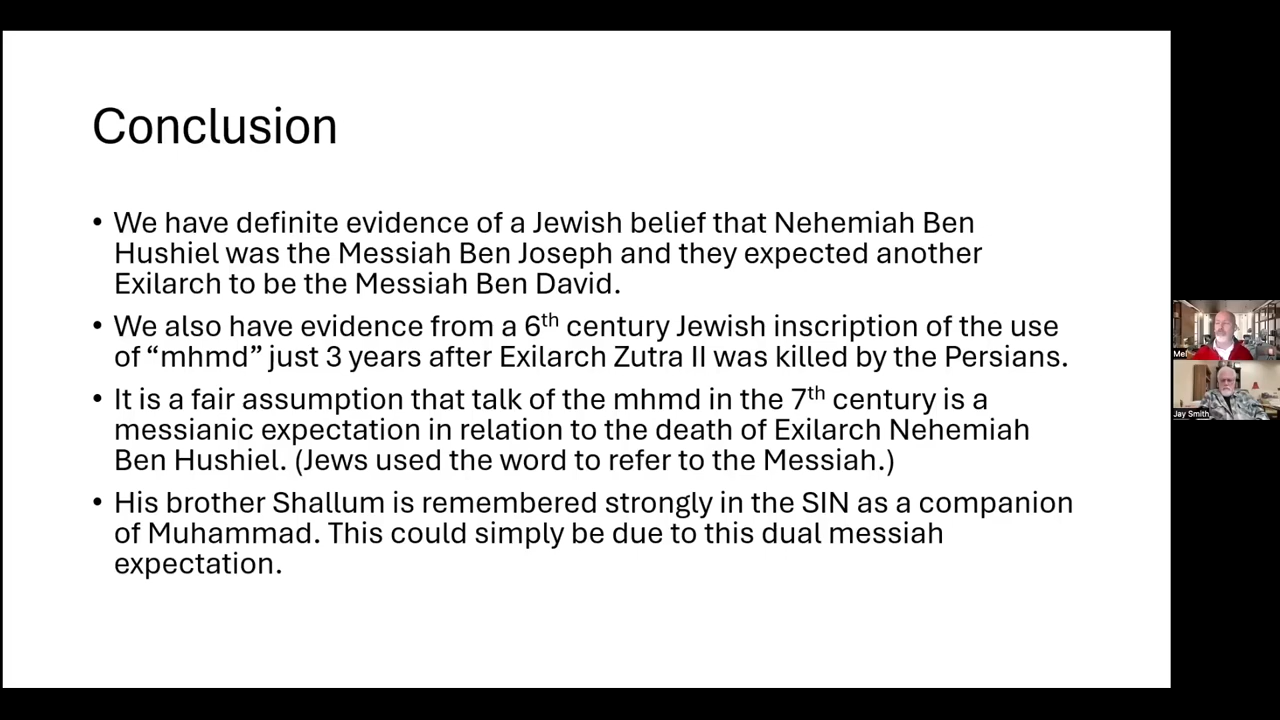 Conclusion
• We have definite evidence of a Jewish belief that Nehemiah Ben
Hushiel was the Messiah Ben Joseph and they expected another
Exilarch to be the Messiah Ben David.
• We also have evidence from a 6th century Jewish inscription of the use
of “mhmd” just 3 years after Exilarch Zutra II was killed by the Persians.
• It is a fair assumption that talk of the mhmd in the 7th century is a
messianic expectation in relation to the death of Exilarch Nehemiah
Ben Hushiel. (Jews used the word to refer to the Messiah.)
• His brother Shallum is remembered strongly in the SIN as a companion
of Muhammad. This could simply be due to this dual messiah
expectation.
Mel
Jay Smith